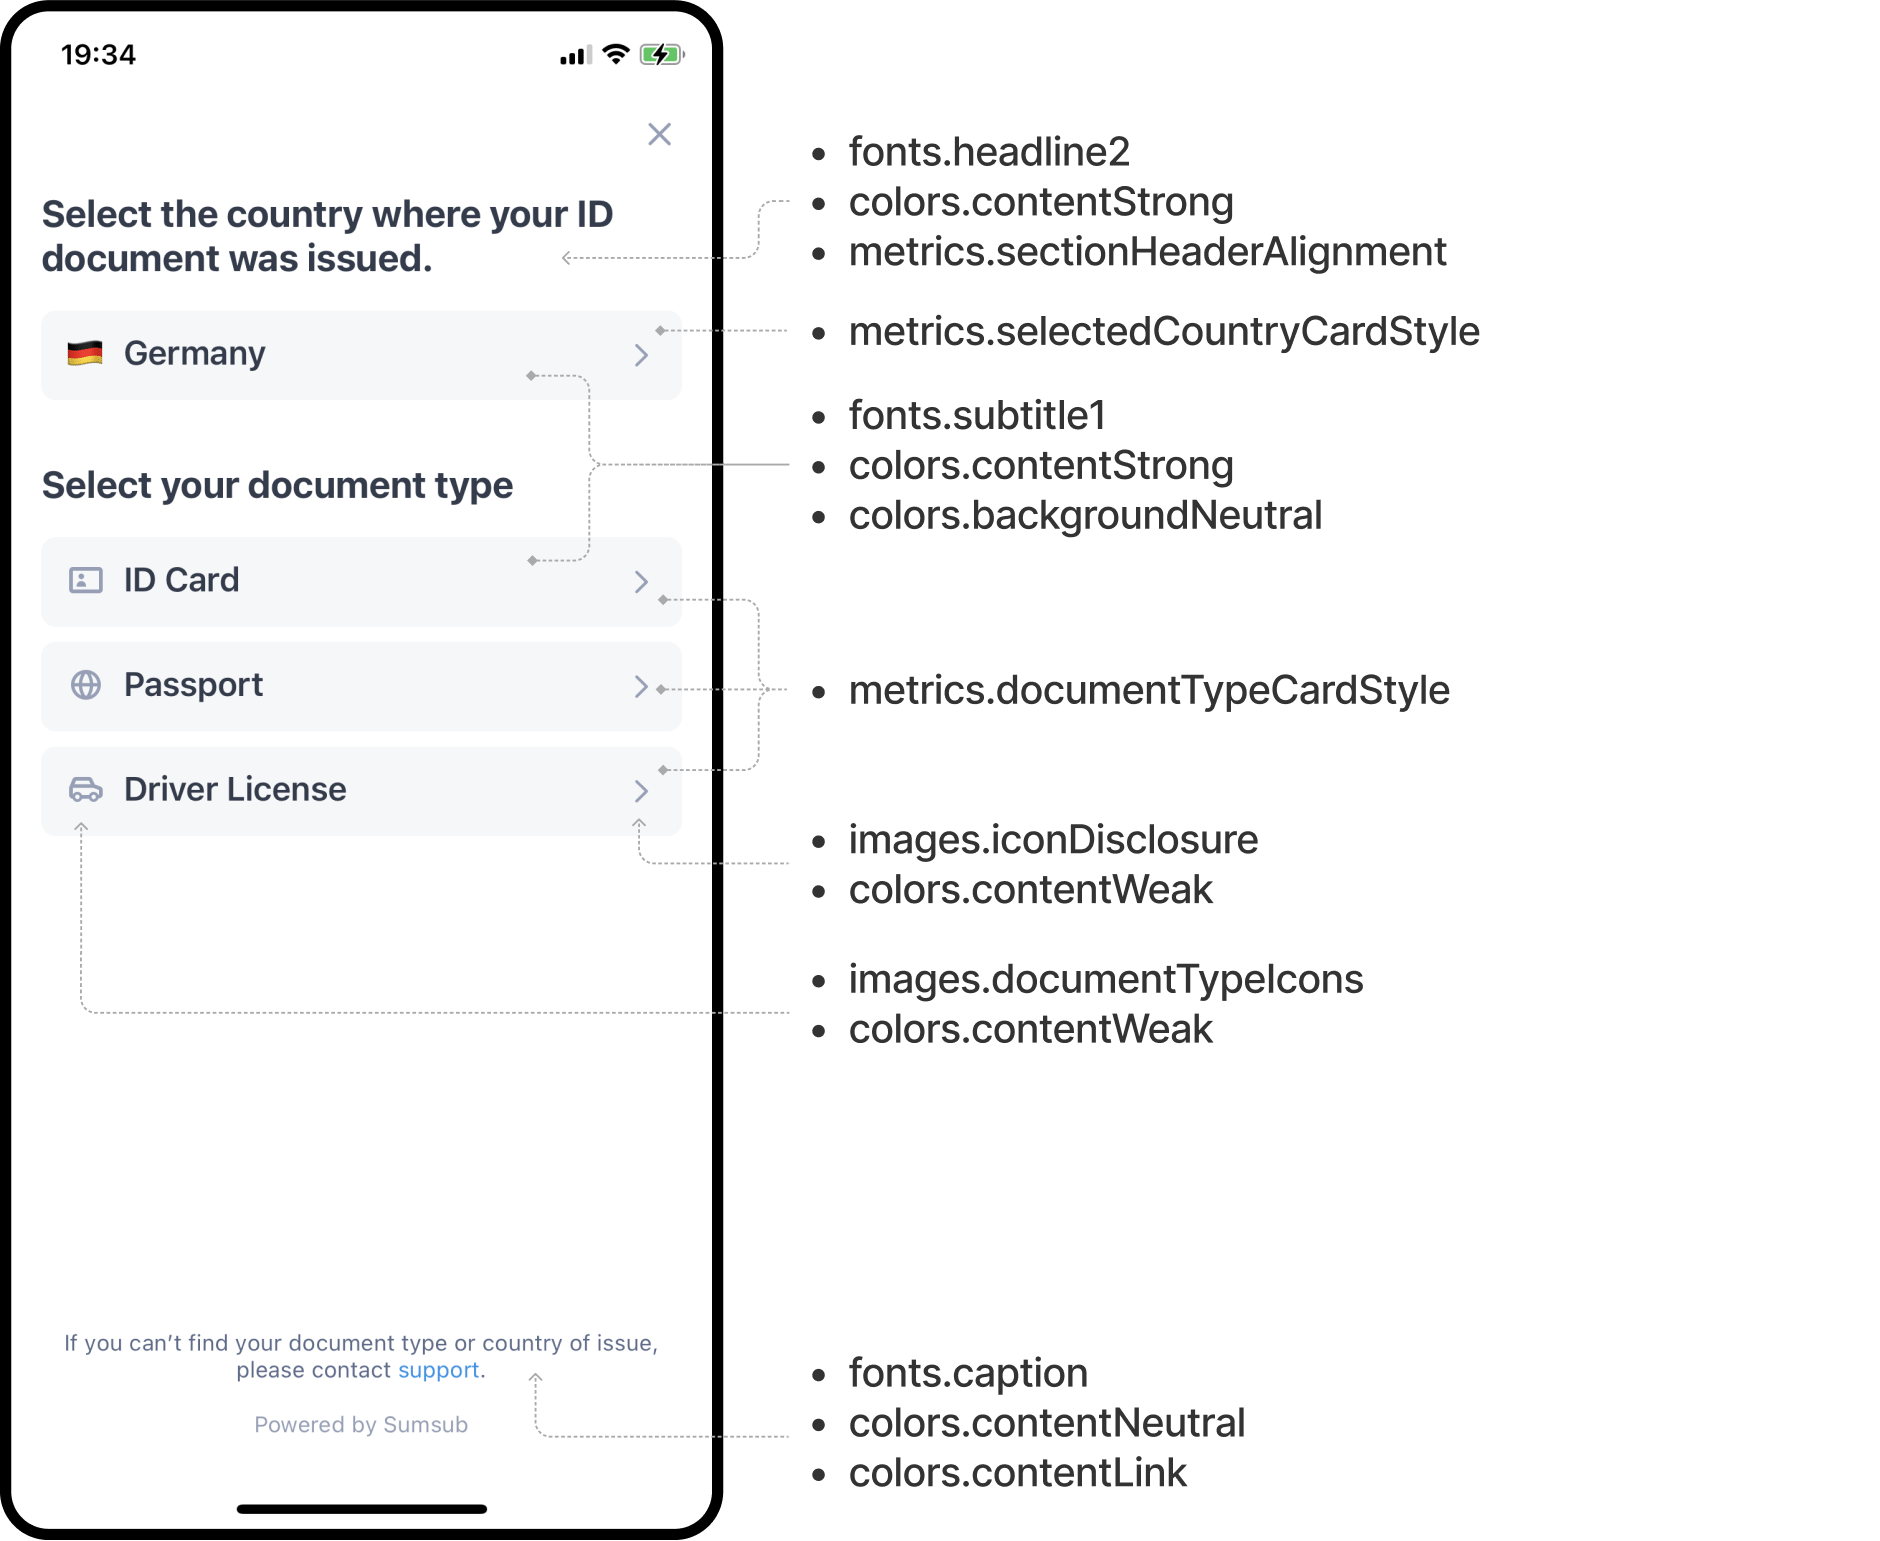 19:34
Select the country where your ID
document was issued.
Germany
Select your document type
ID Card
Passport
Driver License
If you can’t find your document type or country of issue,
please contact support.
Powered by Sumsub
• fonts.headline2
• colors.contentStrong
• metrics.sectionHeaderAlignment
• metrics.selectedCountryCardStyle
• fonts.subtitle1
• colors.contentStrong
• colors.backgroundNeutral
• metrics.documentTypeCardStyle
• images.iconDisclosure
• colors.contentWeak
• images.documentTypeIcons
• colors.contentWeak
• fonts.caption
• colors.contentNeutral
• colors.contentLink